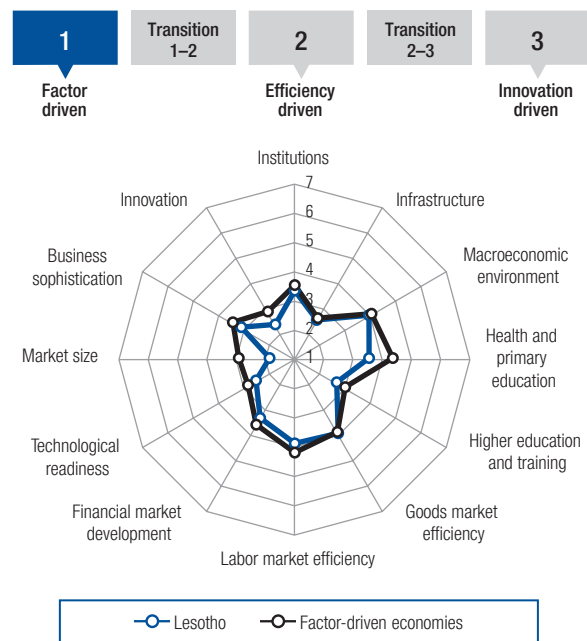 1
Transition
1–2
2
Transition
2–3
3
Factor
driven
Efficiency
driven
Innovation
driven
Institutions
Infrastructure
Macroeconomic
environment
Health and
primary
education
Higher education
and training
Goods market
efficiency
Labor market efficiency
Financial market
development
Technological
readiness
Market size
Business
sophistication
Innovation
7
6
5
4
3
2
1
Lesotho
Factor-driven economies